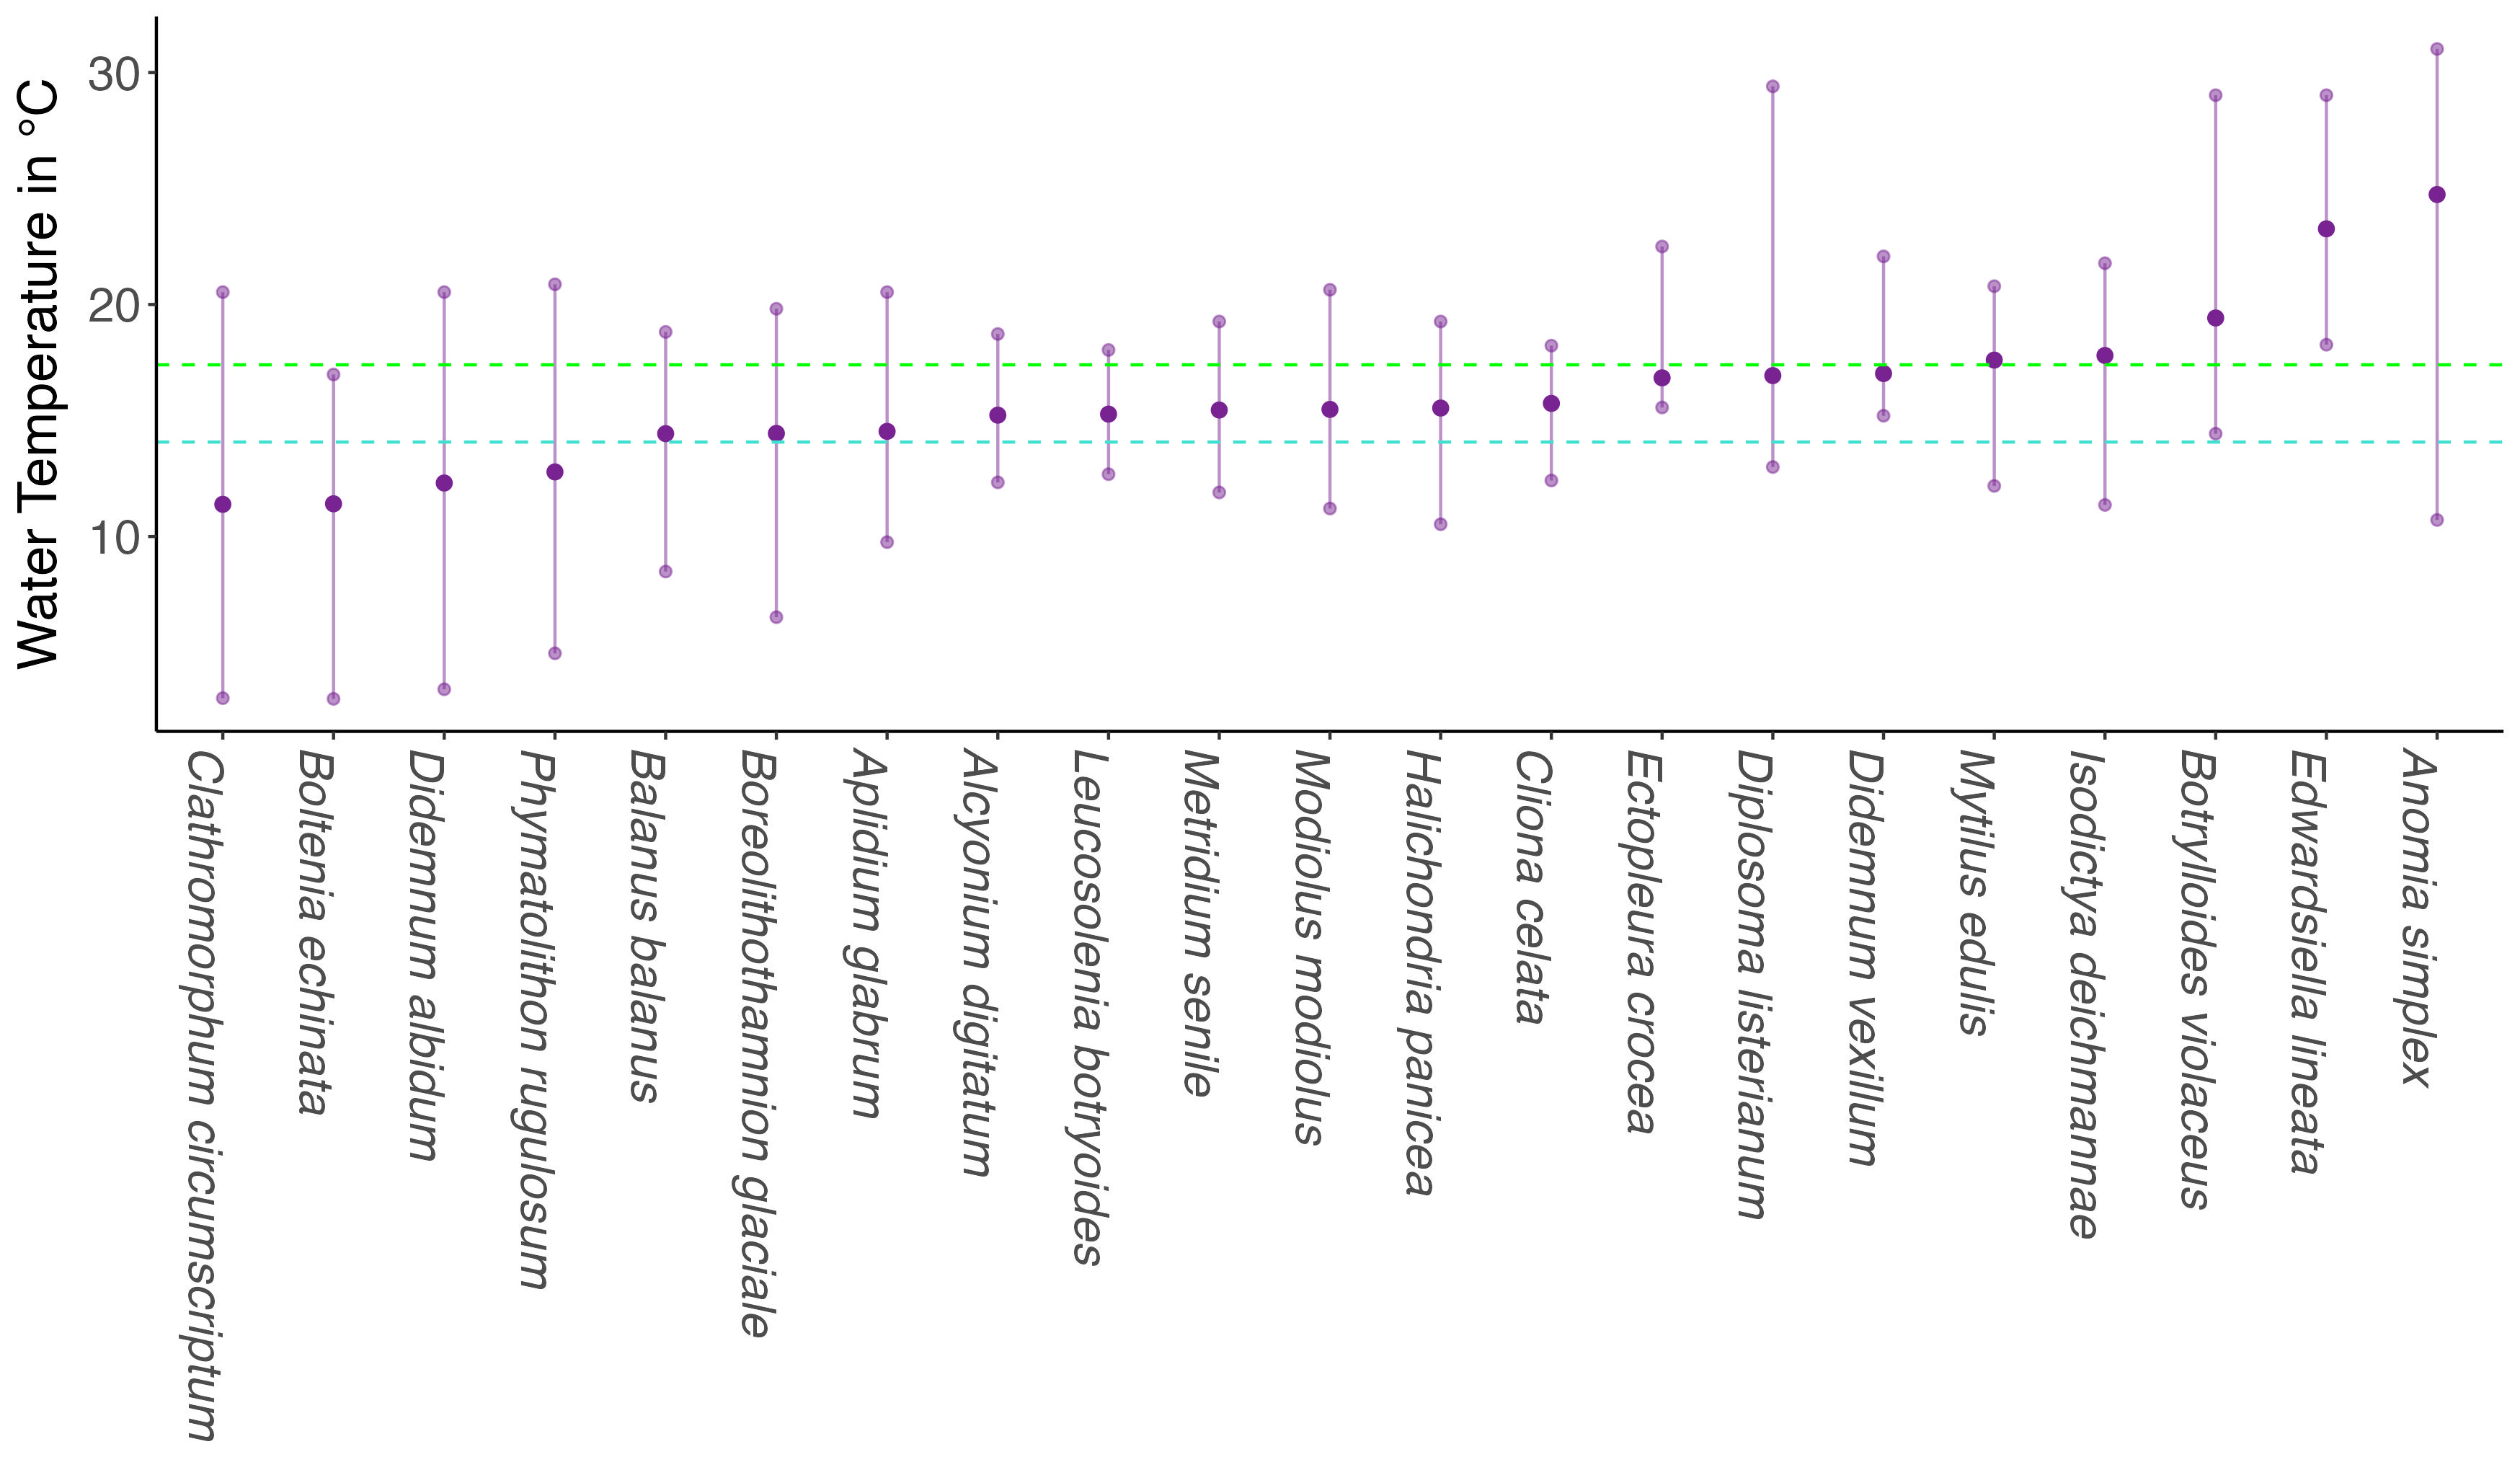 Water Temperature in °C
30
20
10
Clathromorphum circumscriptum
Boltenia echinata
Didemnum albidum
Phymatolithon rugulosum
Balanus balanus
Boreolithothamnion glaciale
Aplidium glabrum
Alcyonium digitatum
Leucosolenia botryoides
Metridium senile
Modiolus modiolus
Halichondria panicea
Cliona celata
Ectopleura crocea
Diplosoma listerianum
Didemnum vexillum
Mytilus edulis
Isodictya deichmannae
Botrylloides violaceus
Edwardsiella lineata
Anomia simplex